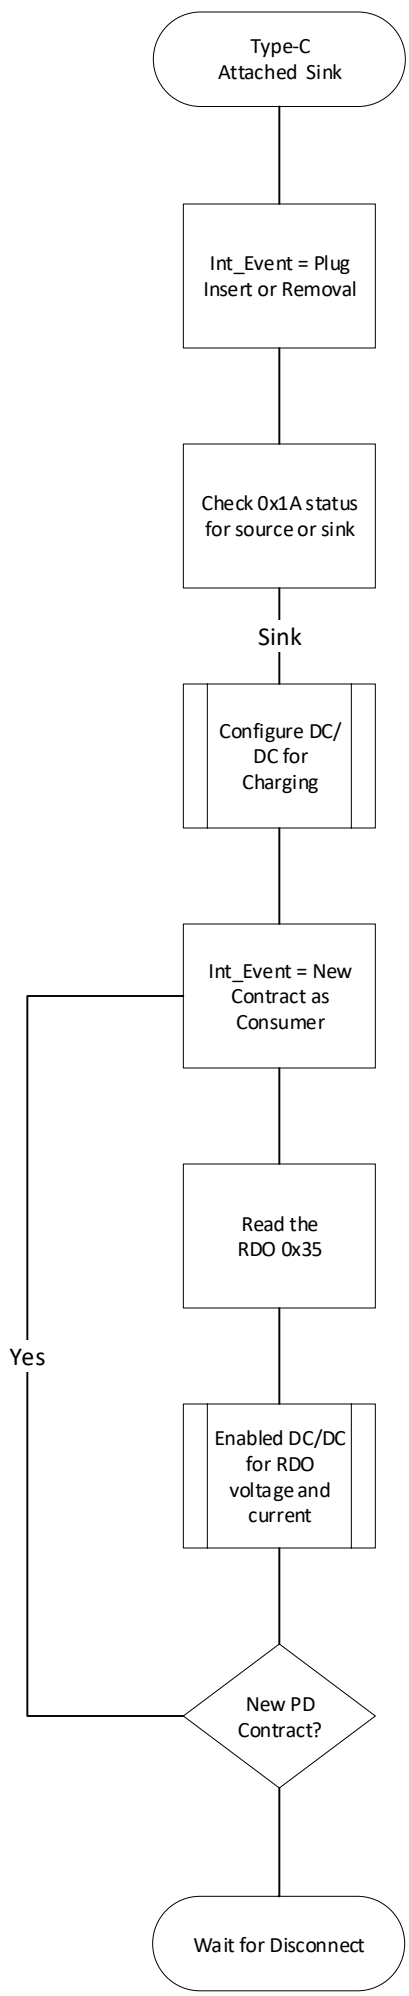 Type-C
Attached Sink
Int_Event = Plug
Insert or Removal
Check 0x1A status
for source or sink
Sink
Configure DC/
DC for
Charging
Int_Event = New
Contract as
Consumer
Read the
RDO 0x35
Yes
Enabled DC/DC
for RDO
voltage and
current
New PD
Contract?
Wait for Disconnect